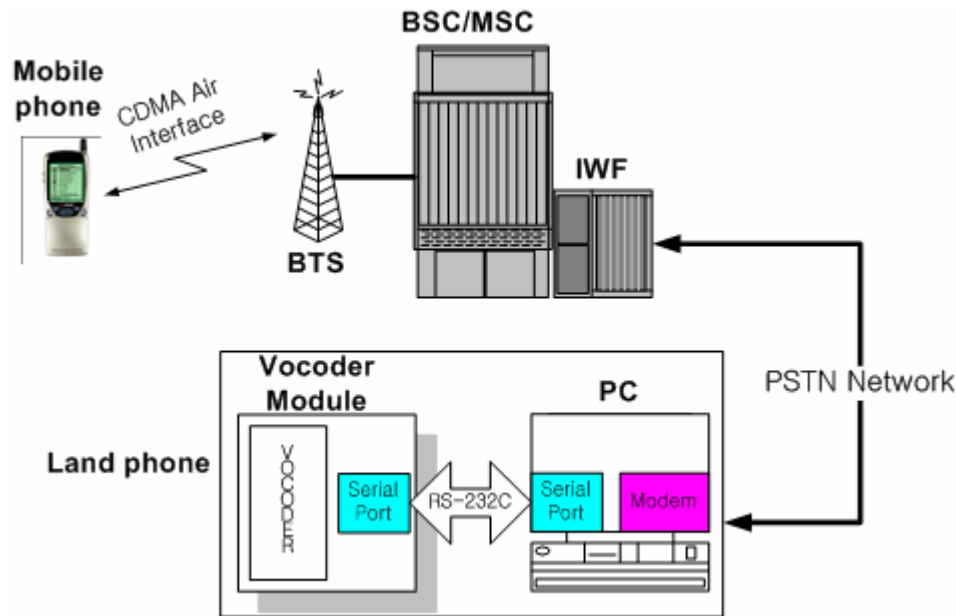 BSC/MSC
Mobile
phone
CDMA Air
Interface
IWF
BTS
Vocoder
Module
PC
PSTN Network
Land phone
VOCODER
Serial
Port
RS-232C
Serial
Port
Modem